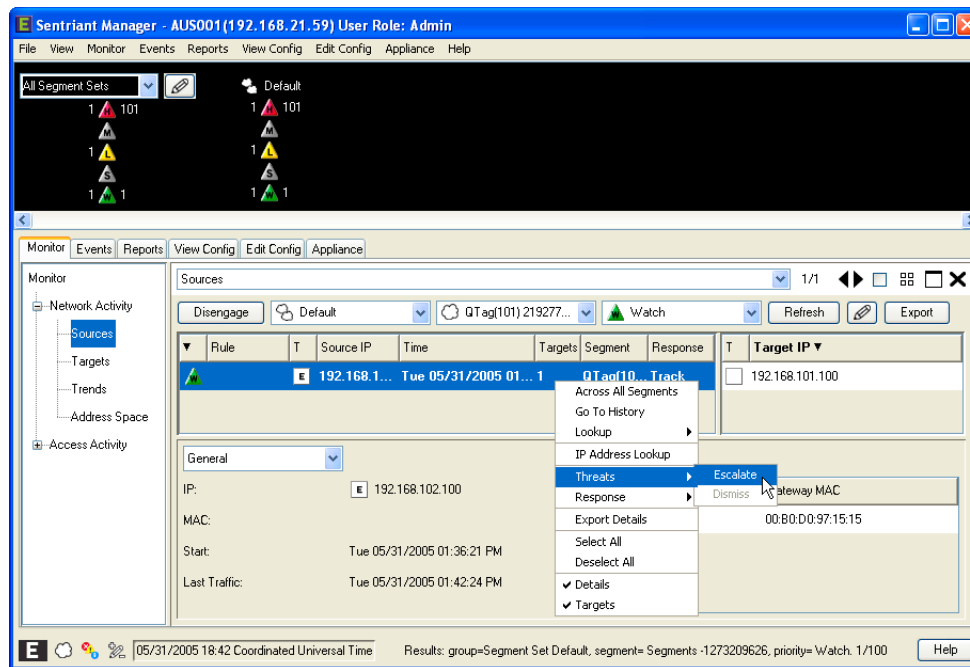 E Sentriant Manager - AUS001(192.168.21.59) User Role: Admin
File View Monitor Events Reports View Config Edit Config Appliance Help
All Segment Sets Default
1 H 101 1 H 101
M M
1 L 1 L
S S
1 W 1 1 W 1
Monitor Events Reports View Config Edit Config Appliance
Monitor
Network Activity
Sources
Targets
Trends
Address Space
Access Activity
Sources 1/1
Disengage Default QTag(101) 219277... W Watch Refresh Export
Rule T Source IP Time Targets Segment Response T Target IP
W E 192.168.1... Tue 05/31/2005 01... 1 QTag(10... Track 192.168.101.100
Across All Segments
Go To History
Lookup
IP Address Lookup
Threats
Response
Export Details
Select All
Deselect All
Details
Targets
Escalate
Dismiss
General
IP: E 192.168.102.100
MAC:
Start: Tue 05/31/2005 01:36:21 PM
Last Traffic: Tue 05/31/2005 01:42:24 PM
MAC
00:B0:D0:97:15:15
E 05/31/2005 18:42 Coordinated Universal Time Results: group=Segment Set Default, segment= Segments -1273209626, priority= Watch. 1/100 Help